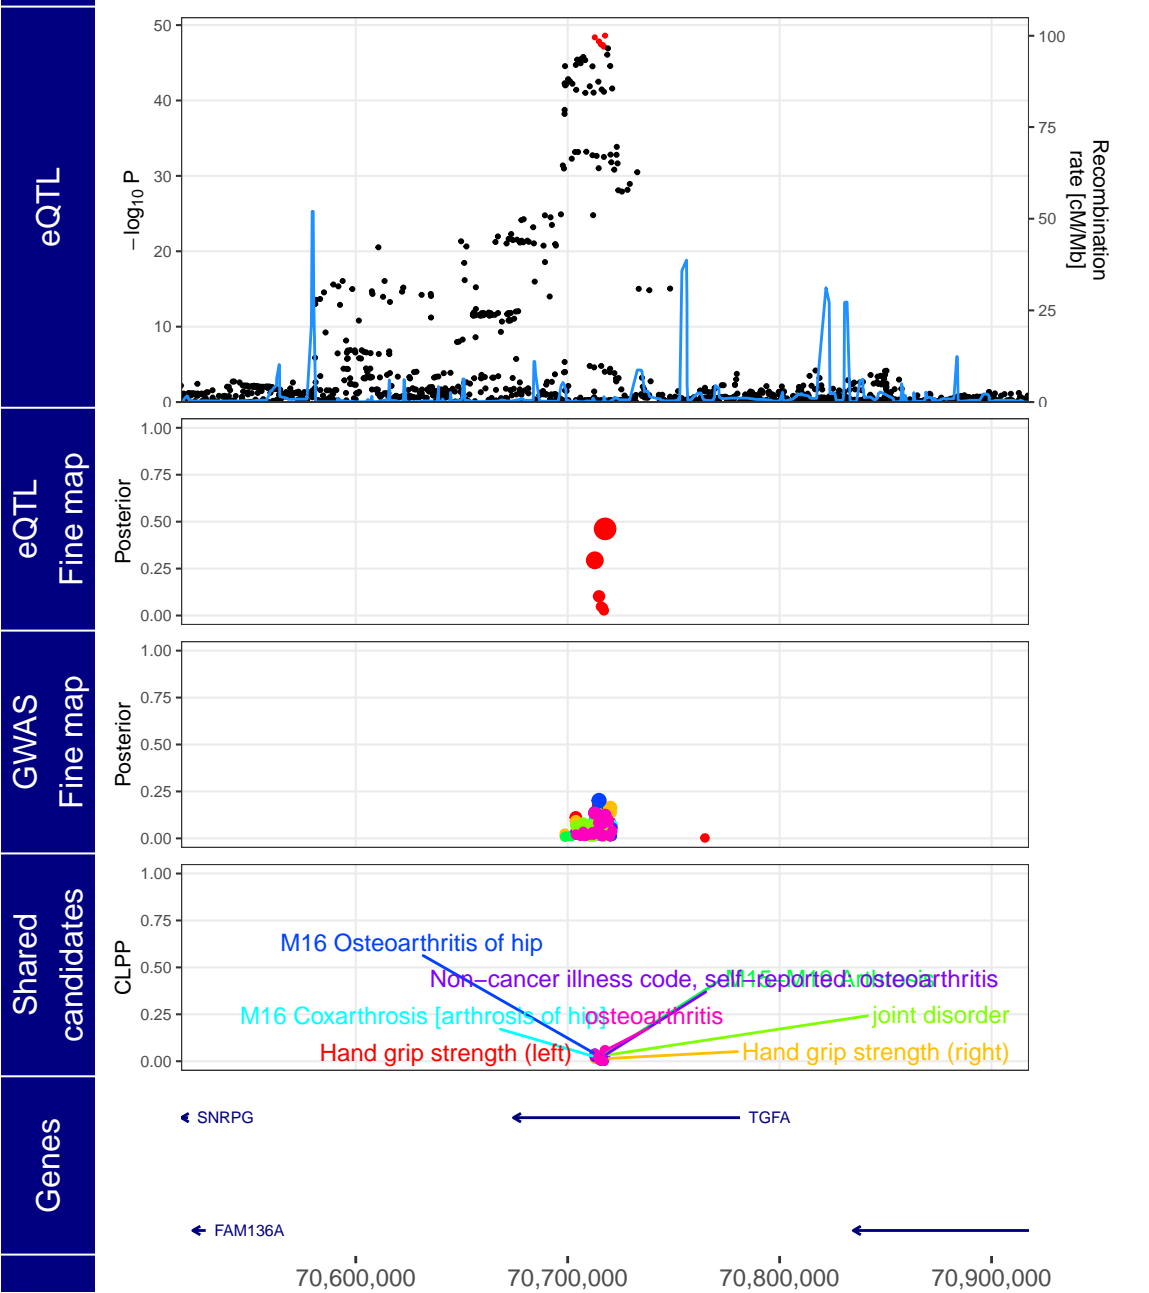 eQTL
−log10 P
50
40
30
20
10
0
100
75
50
25
0
Recombination
rate [cM/Mb]
eQTL
Fine map
Posterior
1.00
0.75
0.50
0.25
0.00
GWAS
Fine map
Posterior
1.00
0.75
0.50
0.25
0.00
Shared
candidates
CLPP
1.00
0.75
0.50
0.25
0.00
M16 Osteoarthritis of hip
Non−cancer illness code, self−reported: osteoarthritis
M15−M19 Arthrosis
M16 Coxarthrosis [arthrosis of hip]
osteoarthritis
joint disorder
Hand grip strength (left)
Hand grip strength (right)
Genes
SNRPG
TGFA
FAM136A
70,600,000
70,700,000
70,800,000
70,900,000